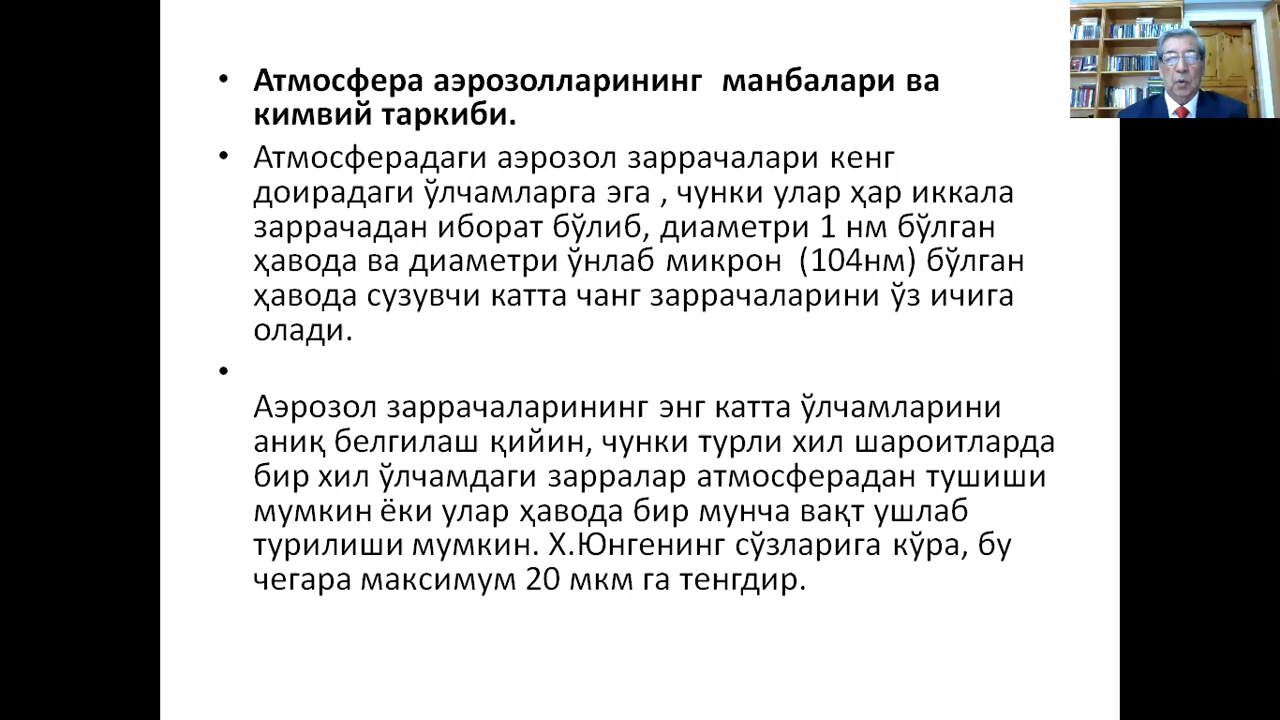 • Атмосфера аэрозолларининг  манбалари ва
кимвий таркиби.
• Атмосферадаги аэрозол заррачалари кенг
доирадаги ўлчамларга эга , чунки улар ҳар иккала
заррачадан иборат бўлиб, диаметри 1 нм бўлган
ҳавода ва диаметри ўнлаб микрон  (104нм) бўлган
ҳавода сузувчи катта чанг заррачаларини ўз ичига
олади.
•
Аэрозол заррачаларининг энг катта ўлчамларини
аниқ белгилаш қийин, чунки турли хил шароитларда
бир хил ўлчамдаги зарралар атмосферадан тушиши
мумкин ёки улар ҳавода бир мунча вақт ушлаб
турилиши мумкин. Х.Юнгенинг сўзларига кўра, бу
чегара максимум 20 мкм га тенгдир.